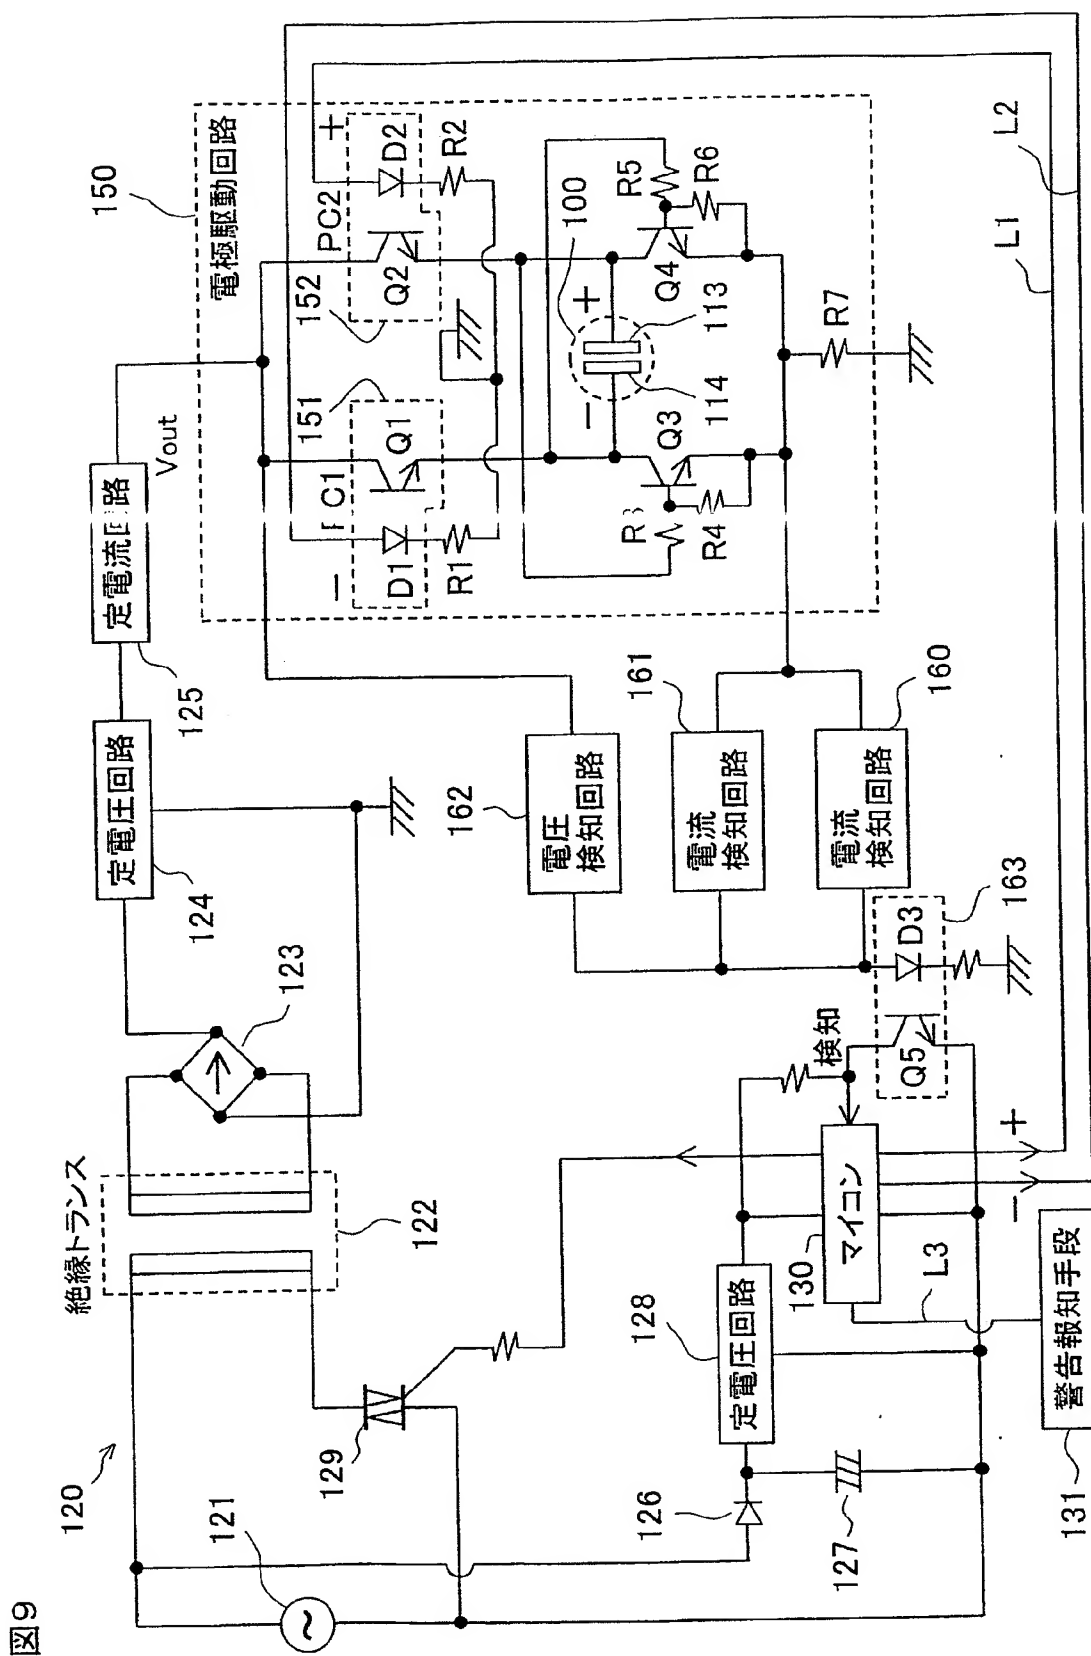 図9
120
121
絶縁トランス
122
123
定電圧回路
124
定電流回路
125
Vout
150
電極駆動回路
PC1
151
D1
Q1
R1
−
PC2
152
D2
Q2
R2
+
100
113
114
+
−
Q3
R3
R4
Q4
R5
R6
R7
L1
L2
129
126
127
定電圧回路
128
マイコン
130
検知
Q5
D3
163
電圧
検知回路
162
電流
検知回路
161
電流
検知回路
160
+
−
L3
警告報知手段
131